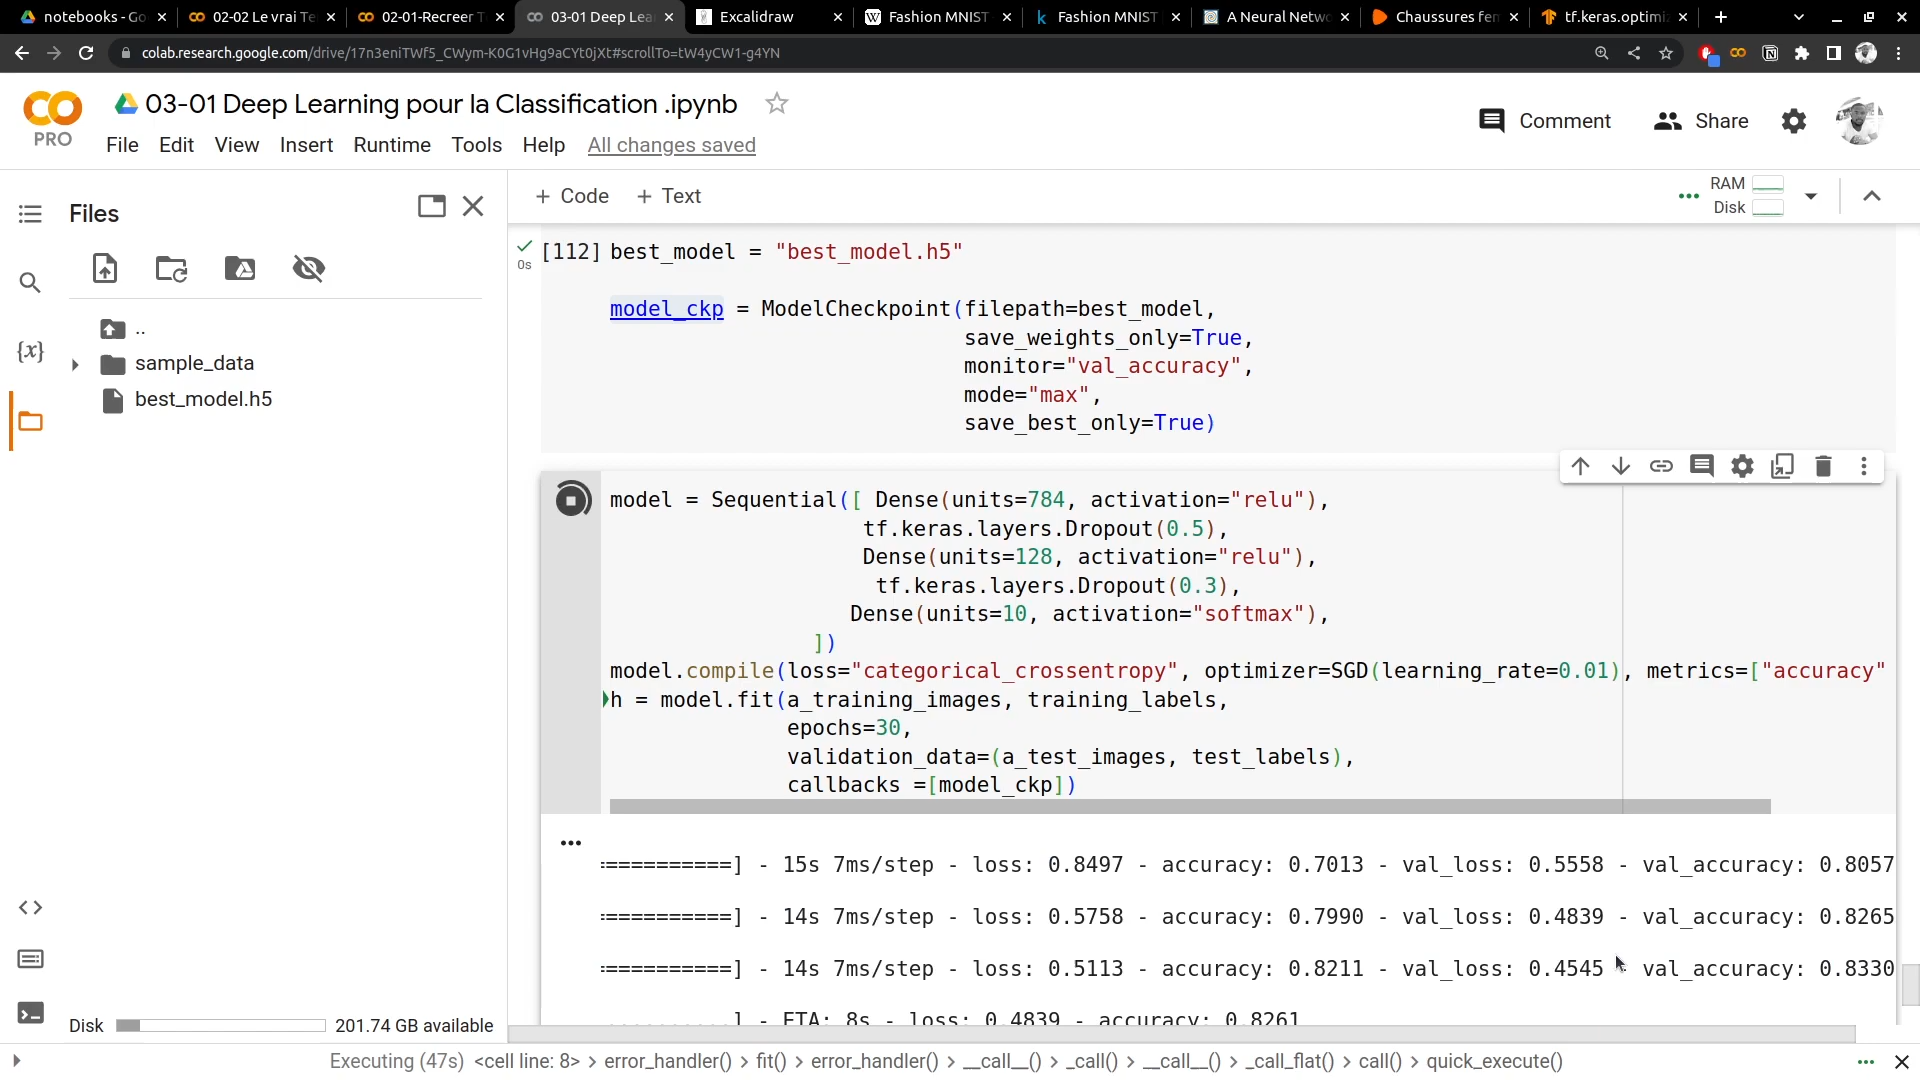 notebooks - Go
02-02 Le vrai Te
02-01-Recreer T
03-01 Deep Lea
Excalidraw
Fashion MNIST
Fashion MNIST
A Neural Netwo
Chaussures fem
tf.keras.optimi
colab.research.google.com/drive/17n3eniTWf5_CWym-K0G1vHg9aCYt0jXt#scrollTo=tW4yCW1-g4YN
PRO
03-01 Deep Learning pour la Classification .ipynb
File Edit View Insert Runtime Tools Help All changes saved
Comment Share
Files
..
sample_data
best_model.h5
Disk 201.74 GB available
+ Code + Text
RAM
Disk
0s
[112] best_model = "best_model.h5"
model_ckp = ModelCheckpoint(filepath=best_model,
save_weights_only=True,
monitor="val_accuracy",
mode="max",
save_best_only=True)
model = Sequential([ Dense(units=784, activation="relu"),
tf.keras.layers.Dropout(0.5),
Dense(units=128, activation="relu"),
tf.keras.layers.Dropout(0.3),
Dense(units=10, activation="softmax"),
])
model.compile(loss="categorical_crossentropy", optimizer=SGD(learning_rate=0.01), metrics=["accuracy"
h = model.fit(a_training_images, training_labels,
epochs=30,
validation_data=(a_test_images, test_labels),
callbacks =[model_ckp])
==========] - 15s 7ms/step - loss: 0.8497 - accuracy: 0.7013 - val_loss: 0.5558 - val_accuracy: 0.8057
==========] - 14s 7ms/step - loss: 0.5758 - accuracy: 0.7990 - val_loss: 0.4839 - val_accuracy: 0.8265
==========] - 14s 7ms/step - loss: 0.5113 - accuracy: 0.8211 - val_loss: 0.4545 - val_accuracy: 0.8330
..........] - ETA: 8s - loss: 0.4839 - accuracy: 0.8261
Executing (47s) <cell line: 8> > error_handler() > fit() > error_handler() > __call__() > _call() > __call__() > _call_flat() > call() > quick_execute()